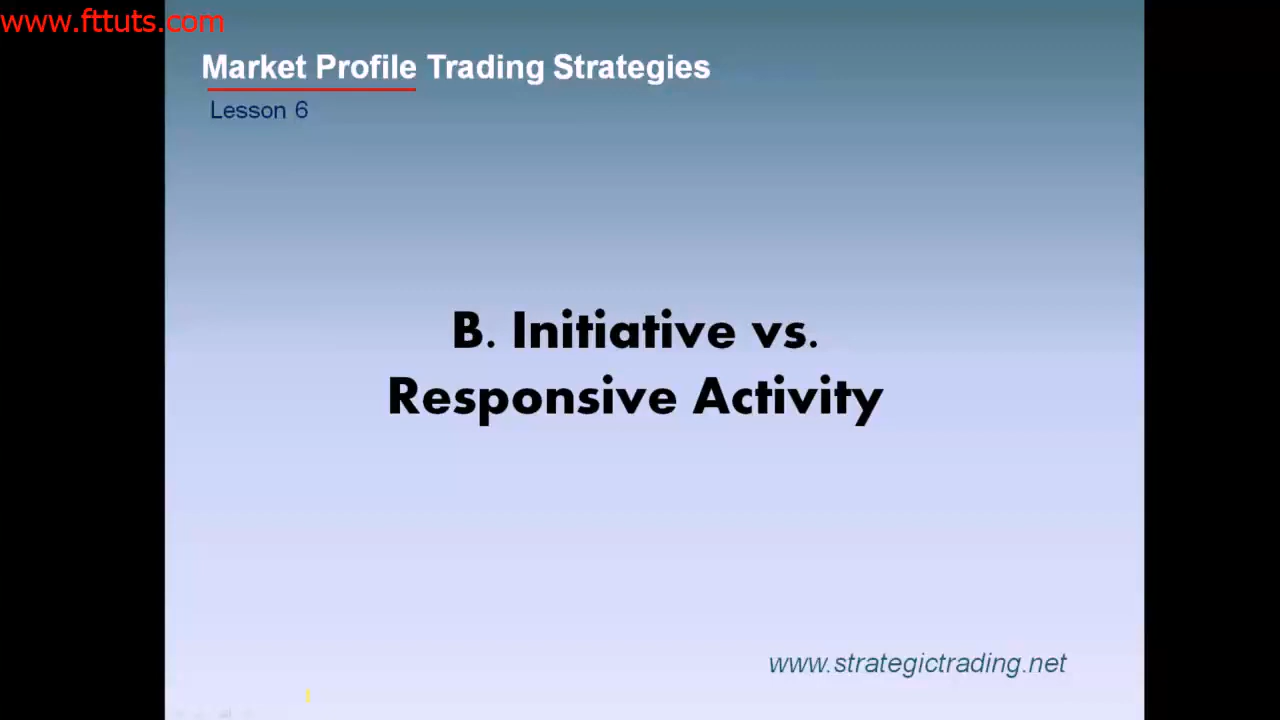 www.fttuts.com
Market Profile Trading Strategies
Lesson 6
B. Initiative vs.
Responsive Activity
www.strategictrading.net